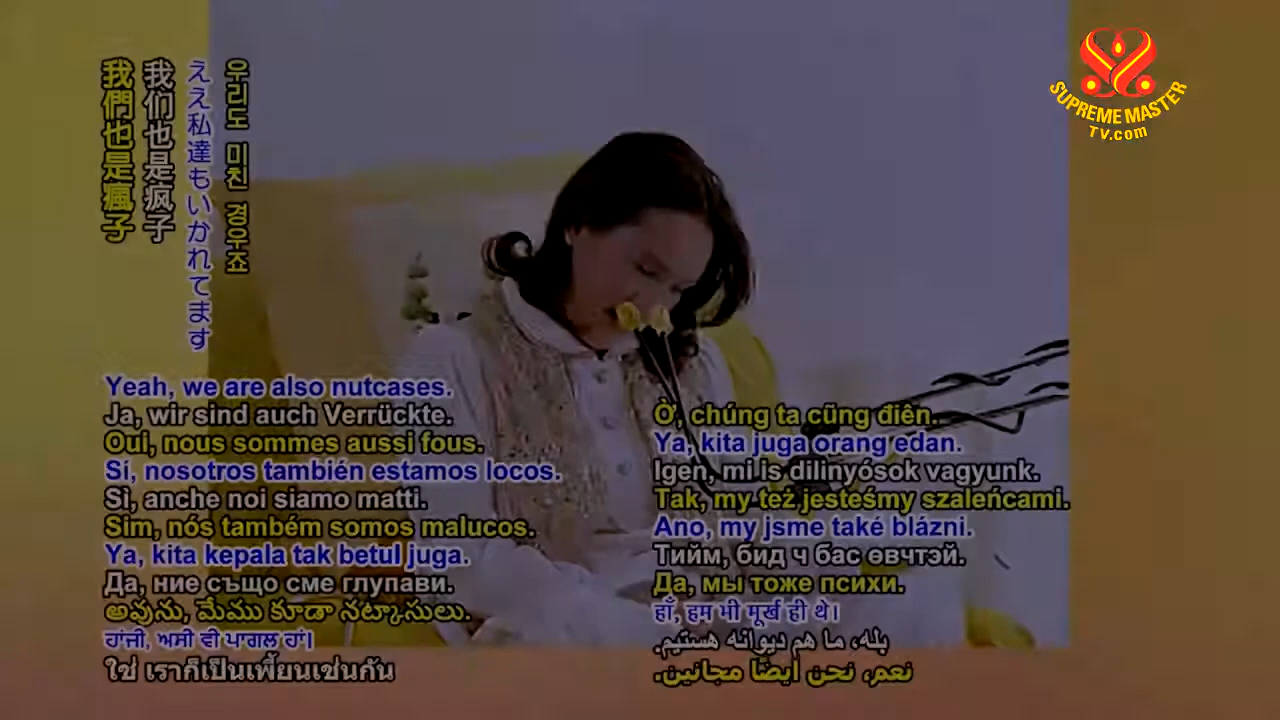 我們也是瘋子
我们也是疯子
ええ私達もいかれてます
우리도 미친 경우죠
SUPREME MASTER
TV.com
Yeah, we are also nutcases.
Ja, wir sind auch Verrückte.
Oui, nous sommes aussi fous.
Sí, nosotros también estamos locos.
Sì, anche noi siamo matti.
Sim, nós também somos malucos.
Ya, kita kepala tak betul juga.
Да, ние също сме глупави.
అవును, మేము కూడా నట్కాసులు.
ਹਾਂਜੀ, ਅਸੀ ਵੀ ਪਾਗਲ ਹਾਂ।
ใช่ เราก็เป็นเพี้ยนเช่นกัน
Ờ, chúng ta cũng điên.
Ya, kita juga orang edan.
Igen, mi is dilinyósok vagyunk.
Tak, my też jesteśmy szaleńcami.
Ano, my jsme také blázni.
Тийм, бид ч бас өвчтэй.
Да, мы тоже психи.
हाँ, हम भी मूर्ख ही थे।
بله، ما هم دیوانه هستیم.
نعم، نحن أيضًا مجانين.